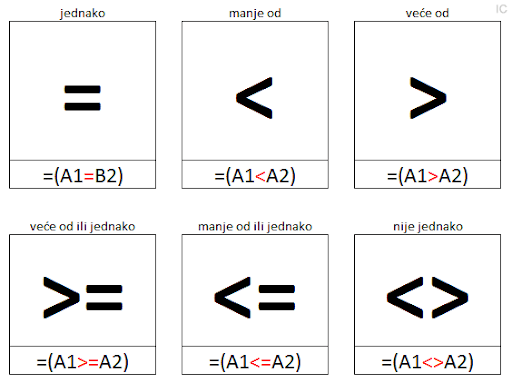 IC
jednako
manje od
veće od
=
<
>
=(A1=B2)
=(A1<A2)
=(A1>A2)
veće od ili jednako
manje od ili jednako
nije jednako
>=
<=
<>
=(A1>=A2)
=(A1<=A2)
=(A1<>A2)